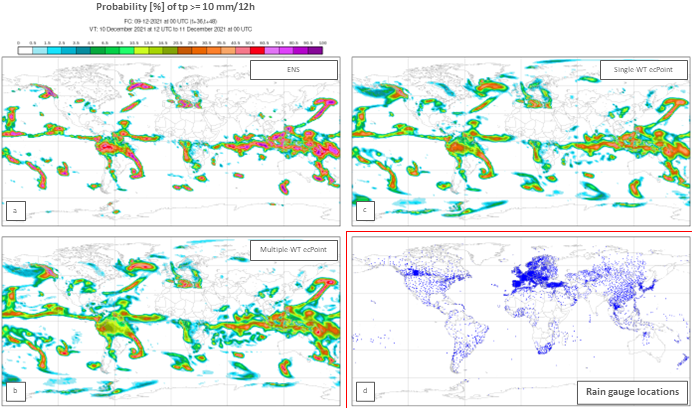 Probability [%] of tp >= 10 mm/12h
FC: 09-12-2021 at 00 UTC (t+36,t+48)
VT: 10 December 2021 at 12 UTC to 11 December 2021 at 00 UTC
ENS
Single-WT ecPoint
a
c
Multiple-WT ecPoint
b
d
Rain gauge locations